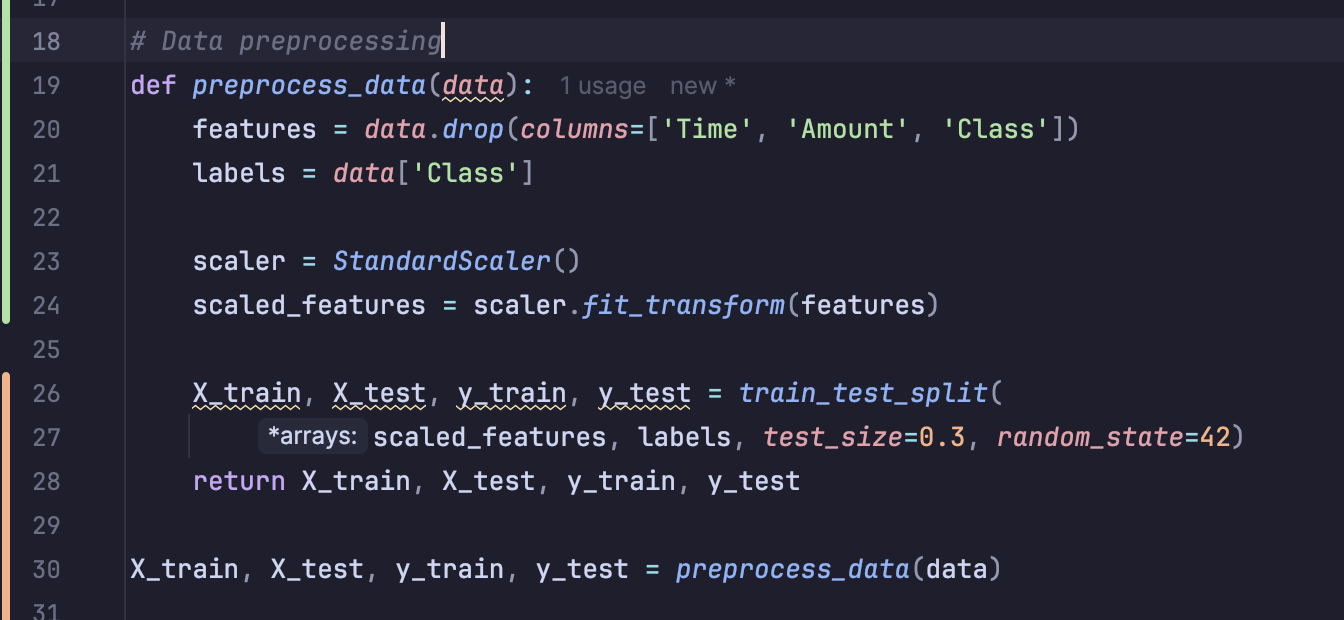 17
18 # Data preprocessing
19 def preprocess_data(data): 1 usage new *
20 features = data.drop(columns=['Time', 'Amount', 'Class'])
21 labels = data['Class']
22
23 scaler = StandardScaler()
24 scaled_features = scaler.fit_transform(features)
25
26 X_train, X_test, y_train, y_test = train_test_split(
27 *arrays: scaled_features, labels, test_size=0.3, random_state=42)
28 return X_train, X_test, y_train, y_test
29
30 X_train, X_test, y_train, y_test = preprocess_data(data)
31